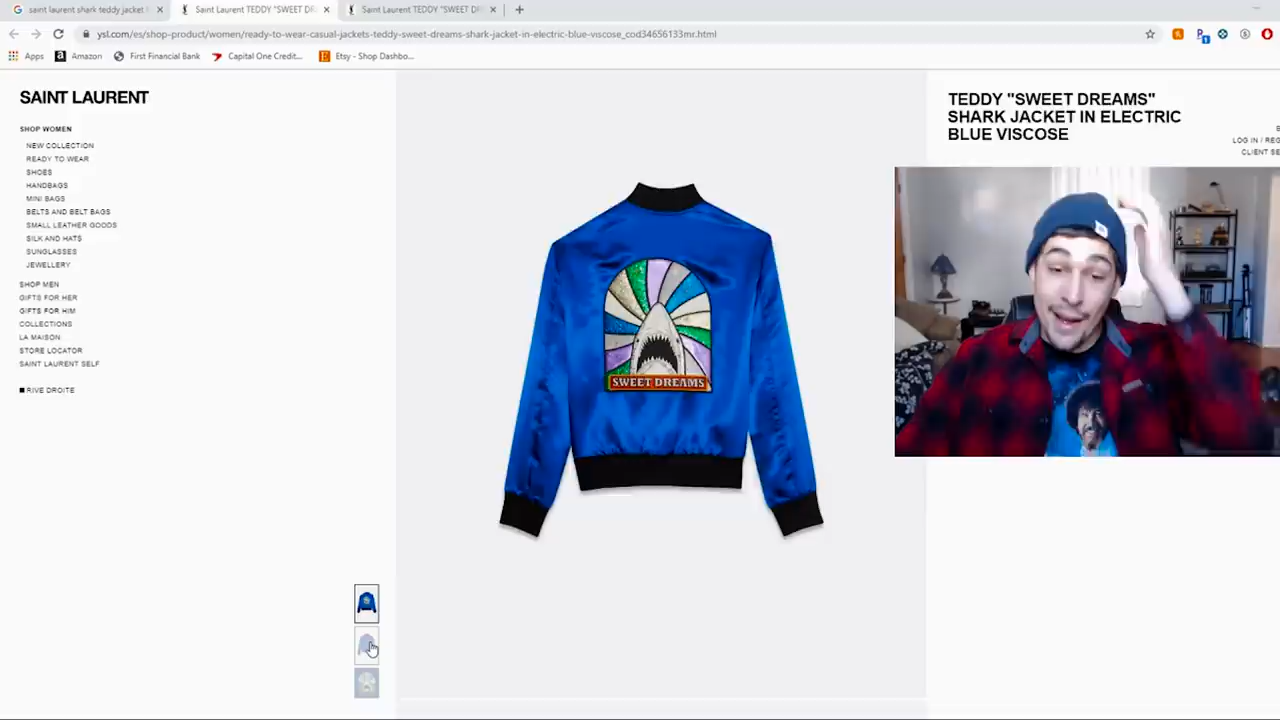 saint laurent shark teddy jacket
Saint Laurent TEDDY "SWEET DR
Saint Laurent TEDDY "SWEET DR
ysl.com/es/shop-product/women/ready-to-wear-casual-jackets-teddy-sweet-dreams-shark-jacket-in-electric-blue-viscose_cod34656133mr.html
Apps
Amazon
First Financial Bank
Capital One Credit...
Etsy - Shop Dashbo...
SAINT LAURENT
SHOP WOMEN
NEW COLLECTION
READY TO WEAR
SHOES
HANDBAGS
MINI BAGS
BELTS AND BELT BAGS
SMALL LEATHER GOODS
SILK AND HATS
SUNGLASSES
JEWELLERY
SHOP MEN
GIFTS FOR HER
GIFTS FOR HIM
COLLECTIONS
LA MAISON
STORE LOCATOR
SAINT LAURENT SELF
RIVE DROITE
SWEET DREAMS
TEDDY "SWEET DREAMS"
SHARK JACKET IN ELECTRIC
BLUE VISCOSE
LOG IN / REG
CLIENT SE